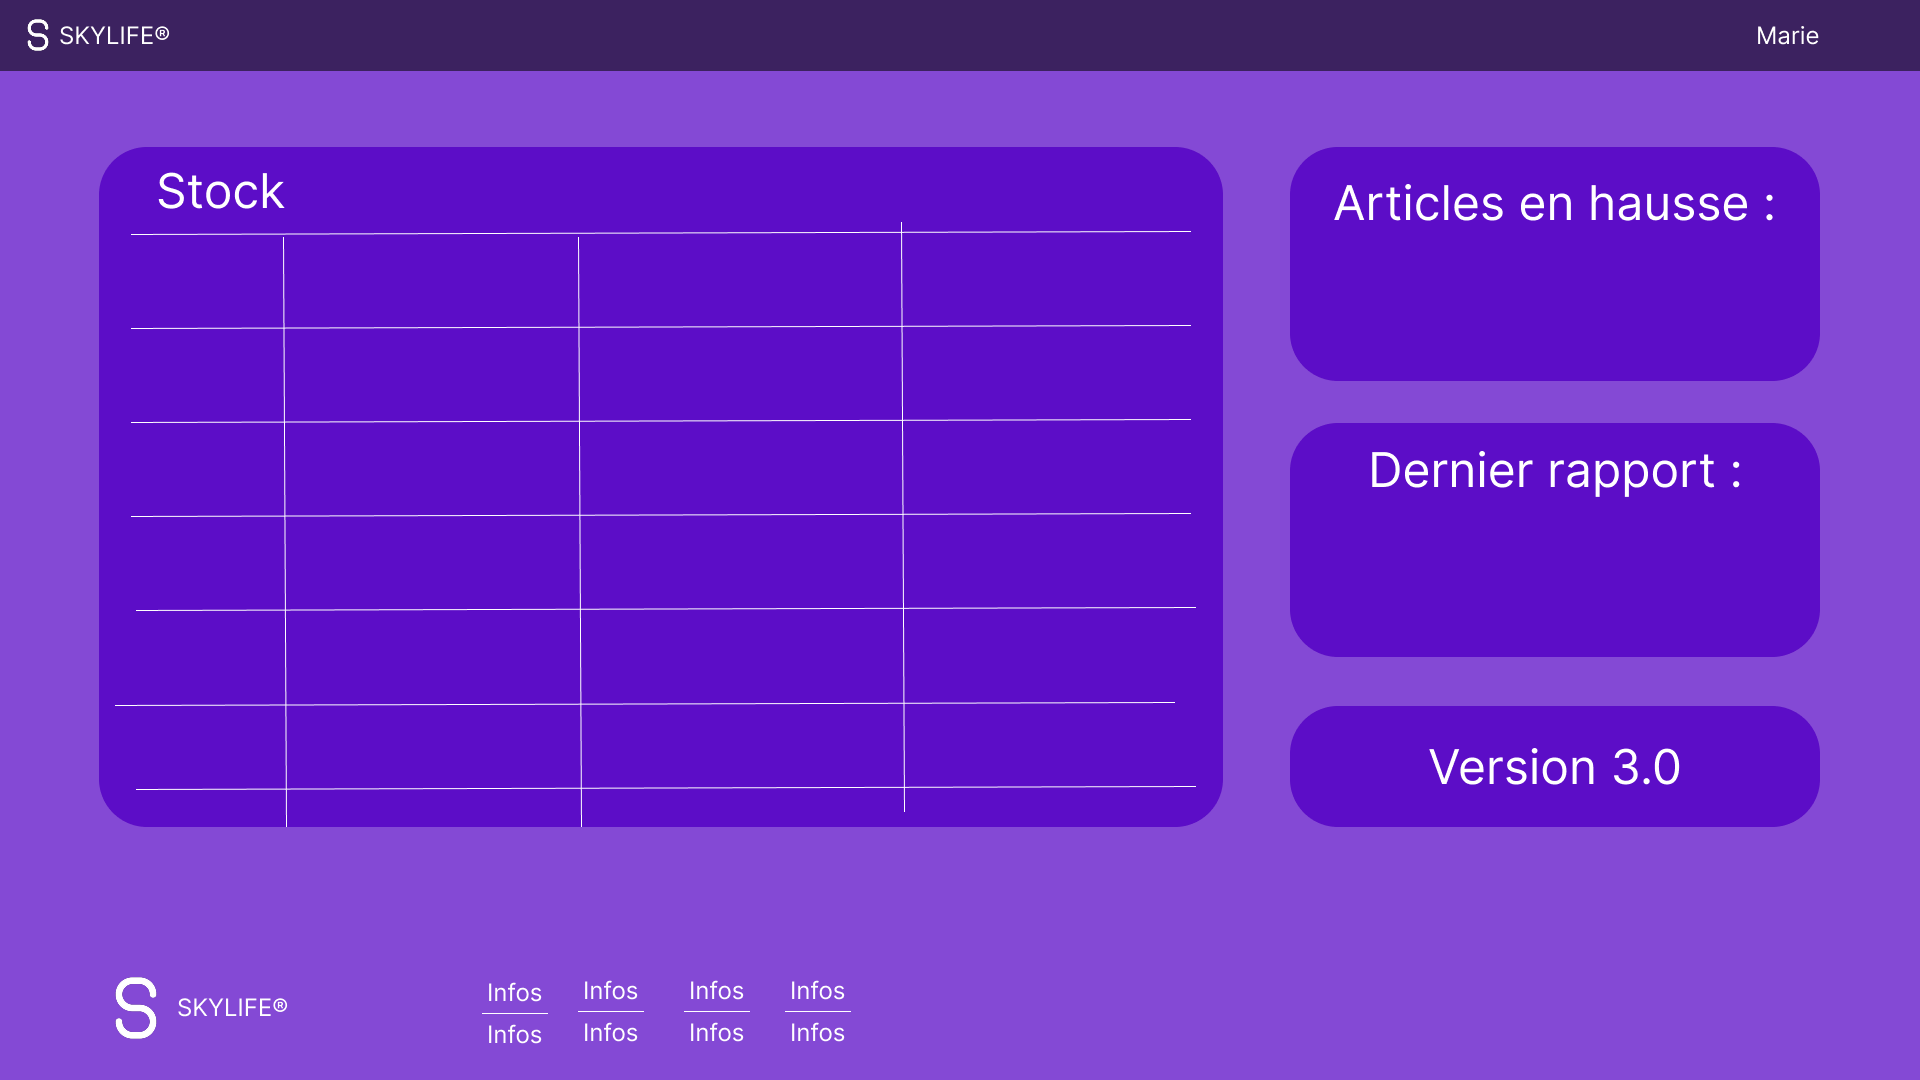 SKYLIFE®
Marie
Stock
Articles en hausse :
Dernier rapport :
Version 3.0
SKYLIFE®
Infos
Infos
Infos
Infos
Infos
Infos
Infos
Infos